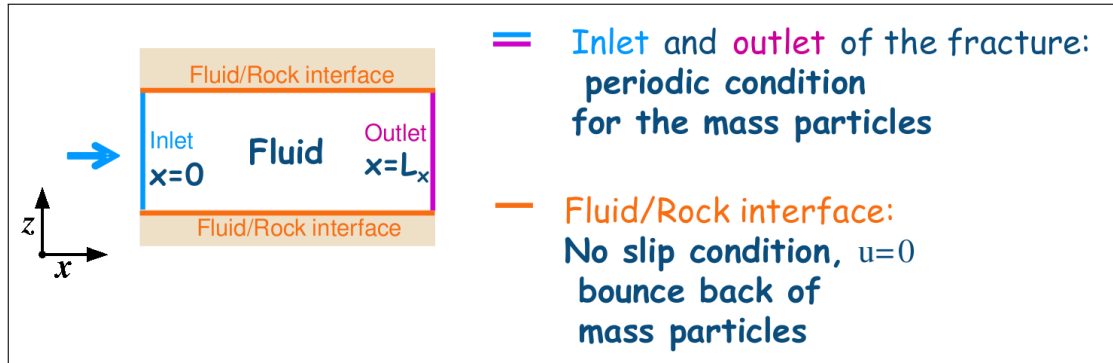 Fluid/Rock interface
Inlet
x=0
Fluid
Outlet
x=Lx
Fluid/Rock interface
z
x
Inlet and outlet of the fracture:
periodic condition
for the mass particles
Fluid/Rock interface:
No slip condition, u=0
bounce back of
mass particles